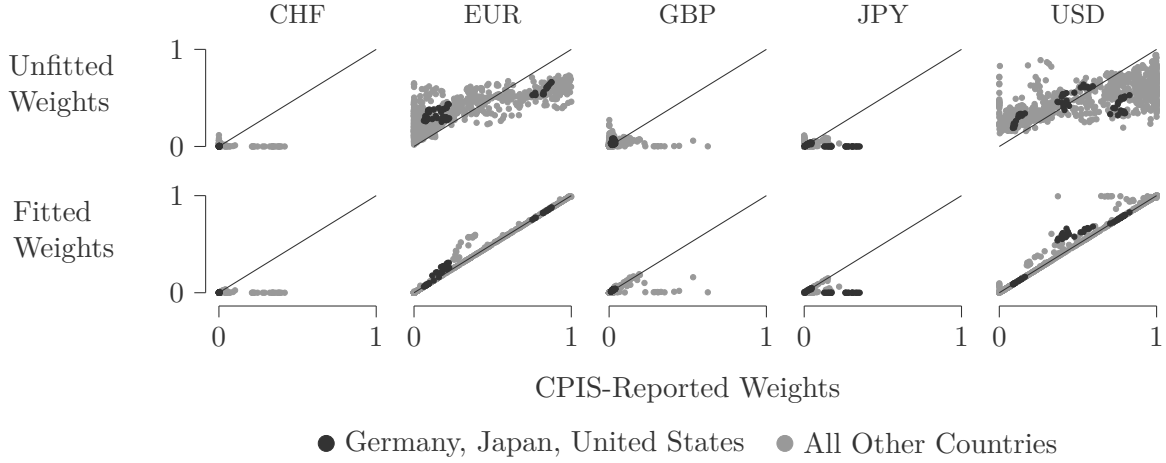 CHF EUR GBP JPY USD
Unfitted
Weights
1
0
Fitted
Weights
1
0
0 1 0 1 0 1 0 1 0 1
CPIS-Reported Weights
Germany, Japan, United States All Other Countries